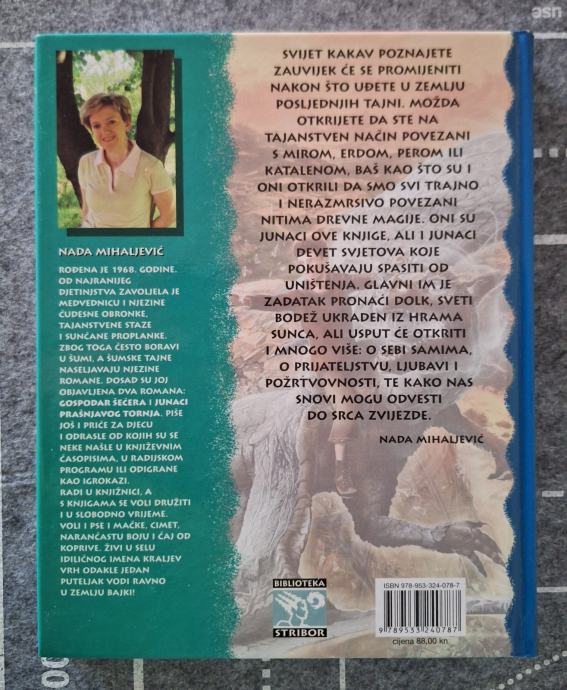 NADA MIHALJEVIĆ
ROĐENA JE 1968. GODINE.
OD NAJRANIJEG
DJETINJSTVA ZAVOLJELA JE
MEDVEDNICU I NJEZINE
ČUDESNE OBRONKE,
TAJANSTVENE STAZE
I SUNČANE PROPLANKE.
ZBOG TOGA ČESTO BORAVI
U ŠUMI, A ŠUMSKE TAJNE
NASELJAVAJU NJEZINE
ROMANE. DOSAD SU JOJ
OBJAVLJENA DVA ROMANA:
GOSPODAR ŠEĆERA I JUNACI
PRAŠNJAVOG TORNJA. PIŠE
JOŠ I PRIČE ZA DJECU
I ODRASLE OD KOJIH SU SE
NEKE NAŠLE U KNJIŽEVNIM
ČASOPISIMA, U RADIJSKOM
PROGRAMU ILI ODIGRANE
KAO IGROKAZI.
RADI U KNJIŽNICI, A
S KNJIGAMA SE VOLI DRUŽITI
I U SLOBODNO VRIJEME.
VOLI I PSE I MAČKE, CIMET,
NARANČASTU BOJU I ČAJ OD
KOPRIVE. ŽIVI U SELU
IDILIČNOG IMENA KRALJEV
VRH ODAKLE JEDAN
PUTELJAK VODI RAVNO
U ZEMLJU BAJKI!
SVIJET KAKAV POZNAJETE
ZAUVIJEK ĆE SE PROMIJENITI
NAKON ŠTO UĐETE U ZEMLJU
POSLJEDNJIH TAJNI. MOŽDA
OTKRIJETE DA STE NA
TAJANSTVEN NAČIN POVEZANI
S MIROM, ERDOM, PEROM ILI
KATALENOM, BAŠ KAO ŠTO SU I
ONI OTKRILI DA SMO SVI TRAJNO
I NERAZMRSIVO POVEZANI
NITIMA DREVNE MAGIJE. ONI SU
JUNACI OVE KNJIGE, ALI I JUNACI
DEVET SVJETOVA KOJE
POKUŠAVAJU SPASITI OD
UNIŠTENJA. GLAVNI IM JE
ZADATAK PRONAĆI DOLK, SVETI
BODEŽ UKRADEN IZ HRAMA
SUNCA, ALI USPUT ĆE OTKRITI
I MNOGO VIŠE: O SEBI SAMIMA,
O PRIJATELJSTVU, LJUBAVI I
POŽRTVOVNOSTI, TE KAKO NAS
SNOVI MOGU ODVESTI
DO SRCA ZVIJEZDE.
NADA MIHALJEVIĆ
BIBLIOTEKA
STRIBOR
ISBN 978-953-324-078-7
9 789533 240787
cijena 88,00 kn